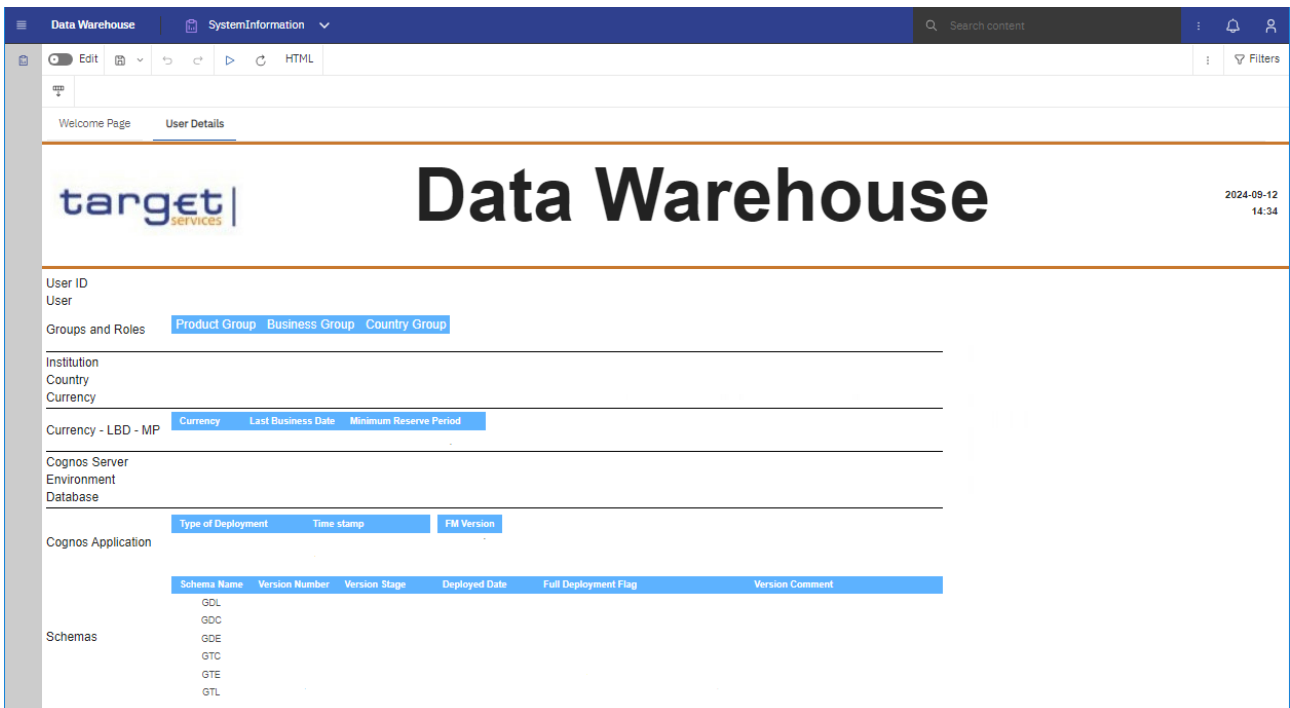 Data Warehouse SystemInformation Search content
Edit HTML Filters
Welcome Page User Details
target services Data Warehouse 2024-09-12 14:34
User ID
User
Groups and Roles Product Group Business Group Country Group
Institution
Country
Currency
Currency - LBD - MP Currency Last Business Date Minimum Reserve Period
Cognos Server
Environment
Database
Type of Deployment Time stamp FM Version
Cognos Application
Schema Name Version Number Version Stage Deployed Date Full Deployment Flag Version Comment
GDL
GDC
Schemas GDE
GTC
GTE
GTL